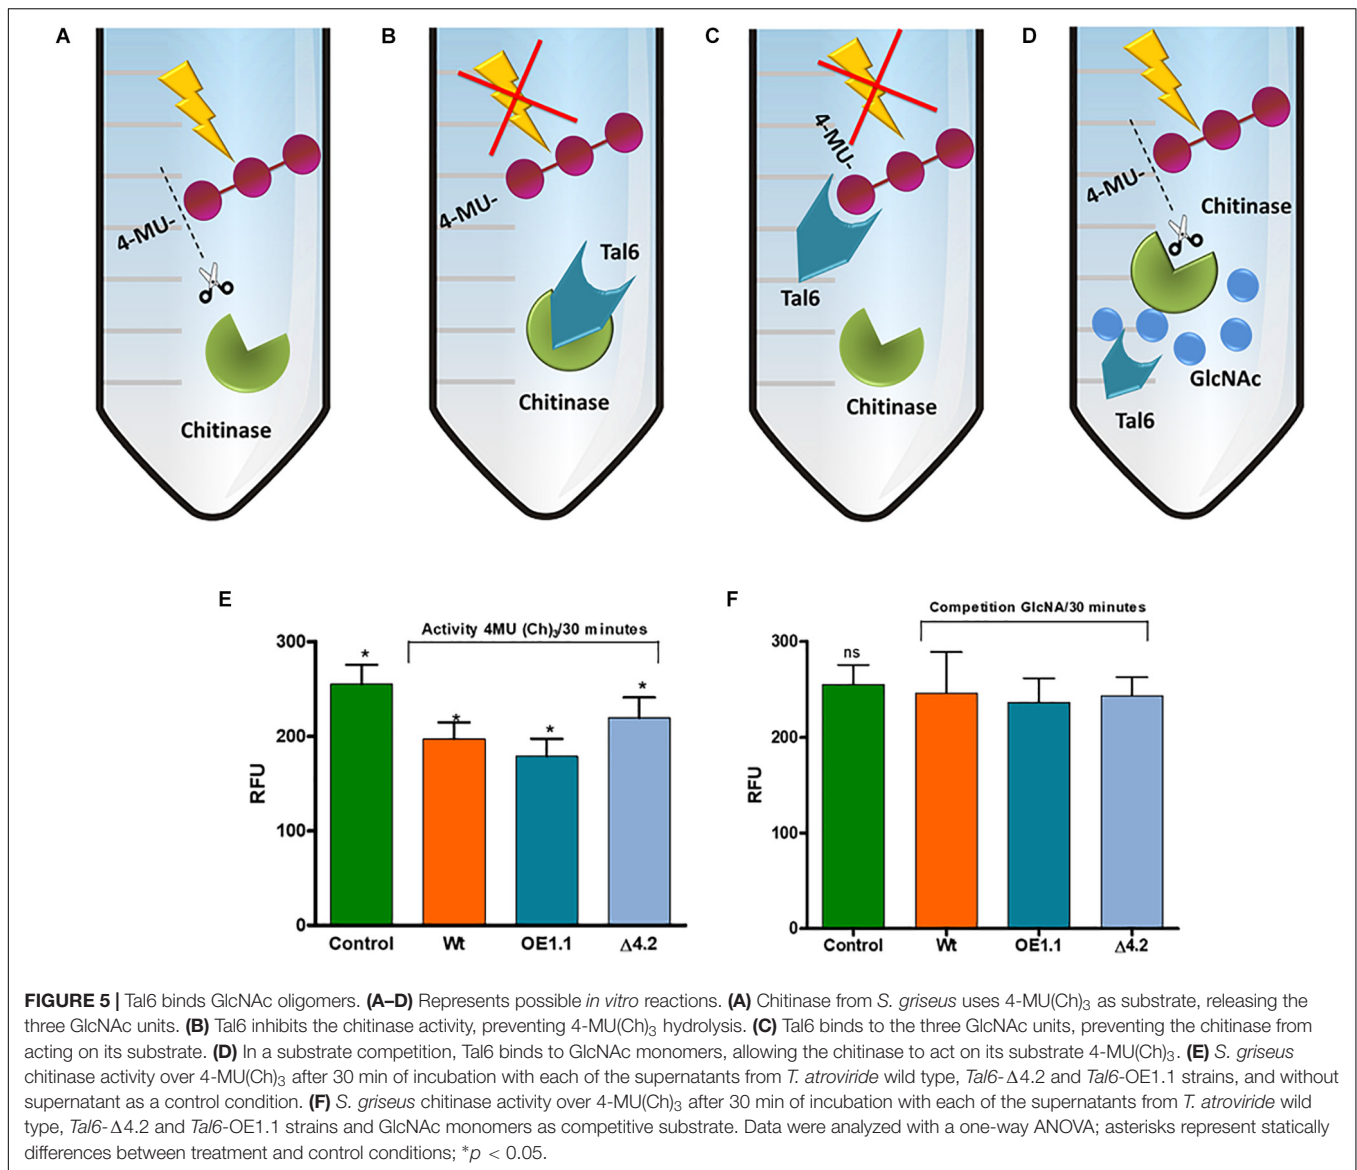 A
B
C
D
4-MU-
Chitinase
4-MU-
Tal6
Chitinase
4-MU-
Tal6
Chitinase
4-MU-
Chitinase
GlcNAc
Tal6
E
Activity 4MU (Ch)₃/30 minutes
300
200
100
0
RFU
*
*
*
*
Control
Wt
OE1.1
Δ4.2
F
Competition GlcNA/30 minutes
300
200
100
0
RFU
ns
Control
Wt
OE1.1
Δ4.2
FIGURE 5 | Tal6 binds GlcNAc oligomers. (A–D) Represents possible in vitro reactions. (A) Chitinase from S. griseus uses 4-MU(Ch)₃ as substrate, releasing the
three GlcNAc units. (B) Tal6 inhibits the chitinase activity, preventing 4-MU(Ch)₃ hydrolysis. (C) Tal6 binds to the three GlcNAc units, preventing the chitinase from
acting on its substrate. (D) In a substrate competition, Tal6 binds to GlcNAc monomers, allowing the chitinase to act on its substrate 4-MU(Ch)₃. (E) S. griseus
chitinase activity over 4-MU(Ch)₃ after 30 min of incubation with each of the supernatants from T. atroviride wild type, Tal6-Δ4.2 and Tal6-OE1.1 strains, and without
supernatant as a control condition. (F) S. griseus chitinase activity over 4-MU(Ch)₃ after 30 min of incubation with each of the supernatants from T. atroviride wild
type, Tal6-Δ4.2 and Tal6-OE1.1 strains and GlcNAc monomers as competitive substrate. Data were analyzed with a one-way ANOVA; asterisks represent statically
differences between treatment and control conditions; *p < 0.05.